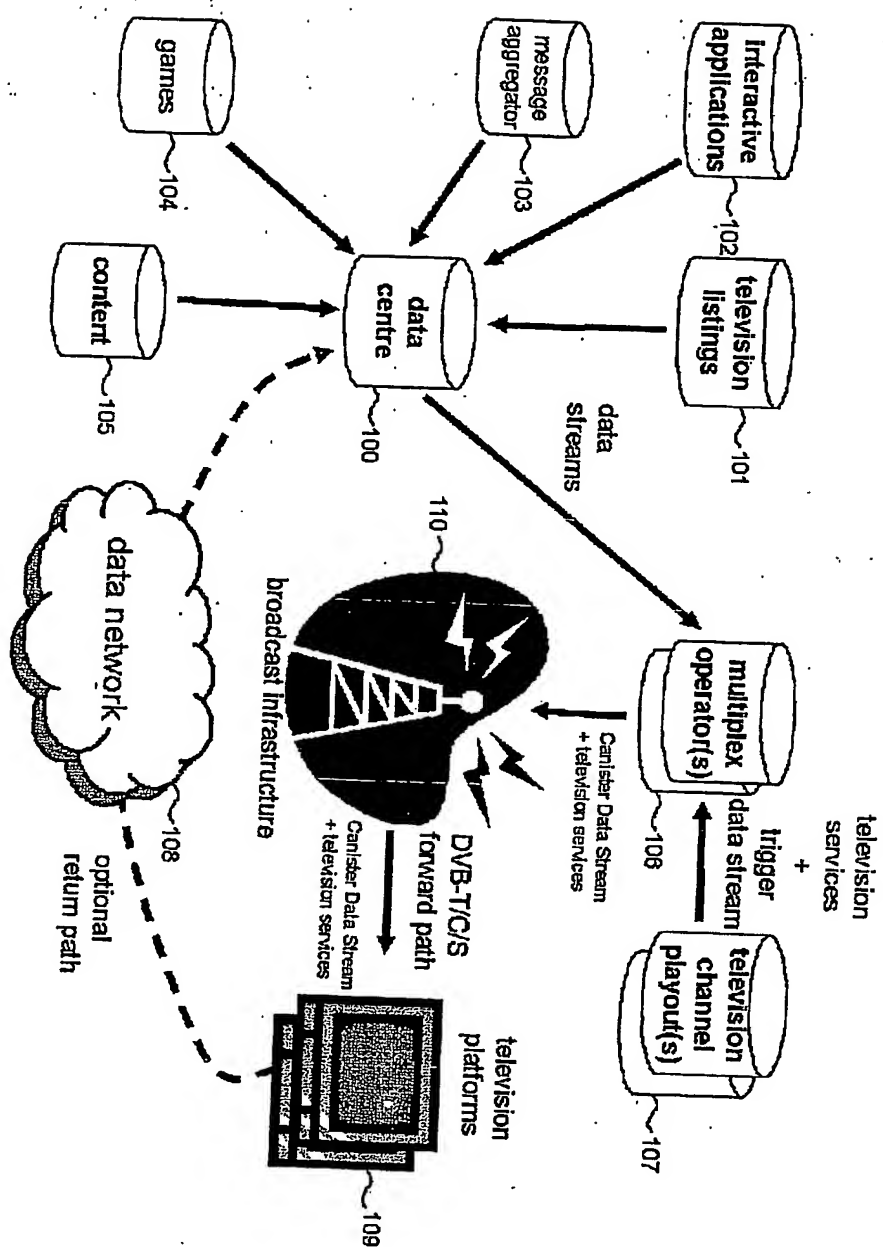 interactive
applications
102
television
listings
101
message
aggregator
103
games
104
content
105
data
centre
100
data
streams
television
services
+
trigger
data stream
multiplex
operator(s)
106
television
channel
playout(s)
107
Canister Data Stream
+ television services
110
broadcast infrastructure
DVB-T/C/S
forward path
Canister Data Stream
+ television services
television
platforms
109
data network
108
optional
return path